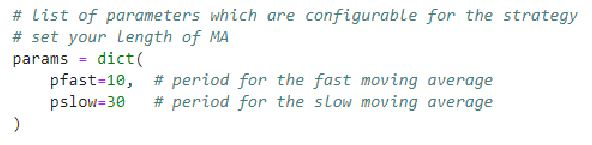 # list of parameters which are configurable for the strategy
# set your length of MA
params = dict(
    pfast=10,  # period for the fast moving average
    pslow=30   # period for the slow moving average
)